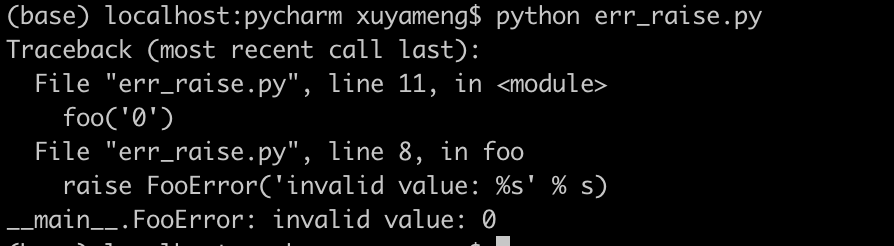 (base) localhost:pycharm xuyameng$ python err_raise.py
Traceback (most recent call last):
  File "err_raise.py", line 11, in <module>
    foo('0')
  File "err_raise.py", line 8, in foo
    raise FooError('invalid value: %s' % s)
__main__.FooError: invalid value: 0